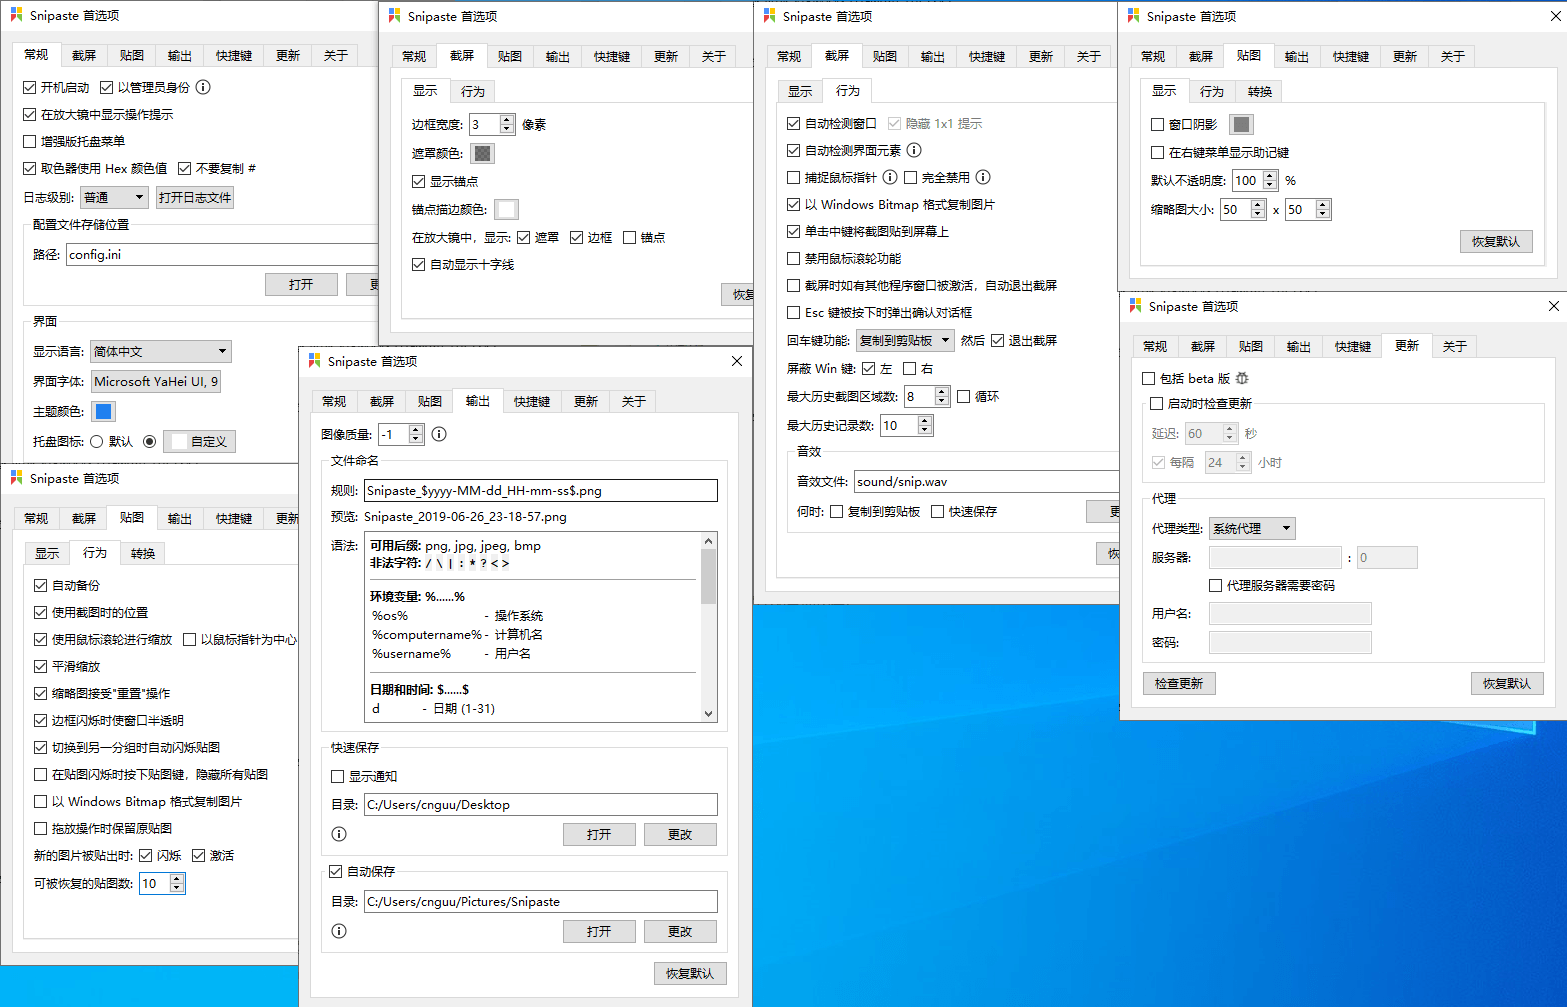 Snipaste 首选项
常规 截屏 贴图 输出 快捷键 更新 关于
开机启动 以管理员身份
在放大镜中显示操作提示
增强版托盘菜单
取色器使用 Hex 颜色值 不要复制 #
日志级别: 普通 打开日志文件
配置文件存储位置
路径: config.ini
打开
界面
显示语言: 简体中文
界面字体: Microsoft YaHei UI, 9
主题颜色:
托盘图标: 默认 自定义
Snipaste 首选项
常规 截屏 贴图 输出 快捷键 更新 关于
显示 行为
边框宽度: 3 像素
遮罩颜色:
显示锚点
锚点描边颜色:
在放大镜中，显示: 遮罩 边框 锚点
自动显示十字线
恢复
Snipaste 首选项
常规 截屏 贴图 输出 快捷键 更新 关于
显示 行为
自动检测窗口 隐藏 1x1 提示
自动检测界面元素
捕捉鼠标指针 完全禁用
以 Windows Bitmap 格式复制图片
单击中键将截图贴到屏幕上
禁用鼠标滚轮功能
截屏时如有其他程序窗口被激活，自动退出截屏
Esc 键被按下时弹出确认对话框
回车键功能: 复制到剪贴板 然后 退出截屏
屏蔽 Win 键: 左 右
最大历史截图区域数: 8 循环
最大历史记录数: 10
音效
音效文件: sound/snip.wav
何时: 复制到剪贴板 快速保存
Snipaste 首选项
常规 截屏 贴图 输出 快捷键 更新 关于
显示 行为 转换
窗口阴影
在右键菜单显示助记键
默认不透明度: 100 %
缩略图大小: 50 x 50
恢复默认
Snipaste 首选项
常规 截屏 贴图 输出 快捷键 更新 关于
包括 beta 版
启动时检查更新
延迟: 60 秒
每隔 24 小时
代理
代理类型: 系统代理
服务器: : 0
代理服务器需要密码
用户名:
密码:
检查更新 恢复默认
Snipaste 首选项
常规 截屏 贴图 输出 快捷键 更新
显示 行为 转换
自动备份
使用截图时的位置
使用鼠标滚轮进行缩放 以鼠标指针为中心
平滑缩放
缩略图接受"重置"操作
边框闪烁时使窗口半透明
切换到另一分组时自动闪烁贴图
在贴图闪烁时按下贴图键，隐藏所有贴图
以 Windows Bitmap 格式复制图片
拖放操作时保留原贴图
新的图片被贴出时: 闪烁 激活
可被恢复的贴图数: 10
Snipaste 首选项
常规 截屏 贴图 输出 快捷键 更新 关于
图像质量: -1
文件命名
规则: Snipaste_$yyyy-MM-dd_HH-mm-ss$.png
预览: Snipaste_2019-06-26_23-18-57.png
语法: 可用后缀: png, jpg, jpeg, bmp
非法字符: / \ | : * ? < >
环境变量: %......%
%os% - 操作系统
%computername% - 计算机名
%username% - 用户名
日期和时间: $......$
d - 日期 (1-31)
快速保存
显示通知
目录: C:/Users/cnguu/Desktop
打开 更改
自动保存
目录: C:/Users/cnguu/Pictures/Snipaste
打开 更改
恢复默认